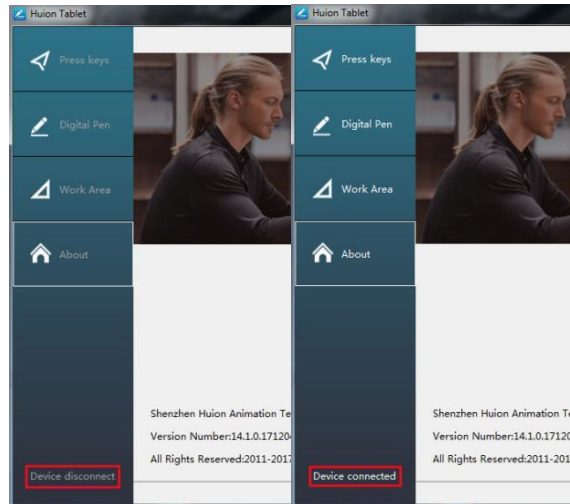 Huion Tablet
Press keys
Digital Pen
Work Area
About
Shenzhen Huion Animation Te
Version Number:14.1.0.17120
All Rights Reserved:2011-2017
Device disconnect
Huion Tablet
Press keys
Digital Pen
Work Area
About
Shenzhen Huion Animation T
Version Number:14.1.0.17120
All Rights Reserved:2011-201
Device connected